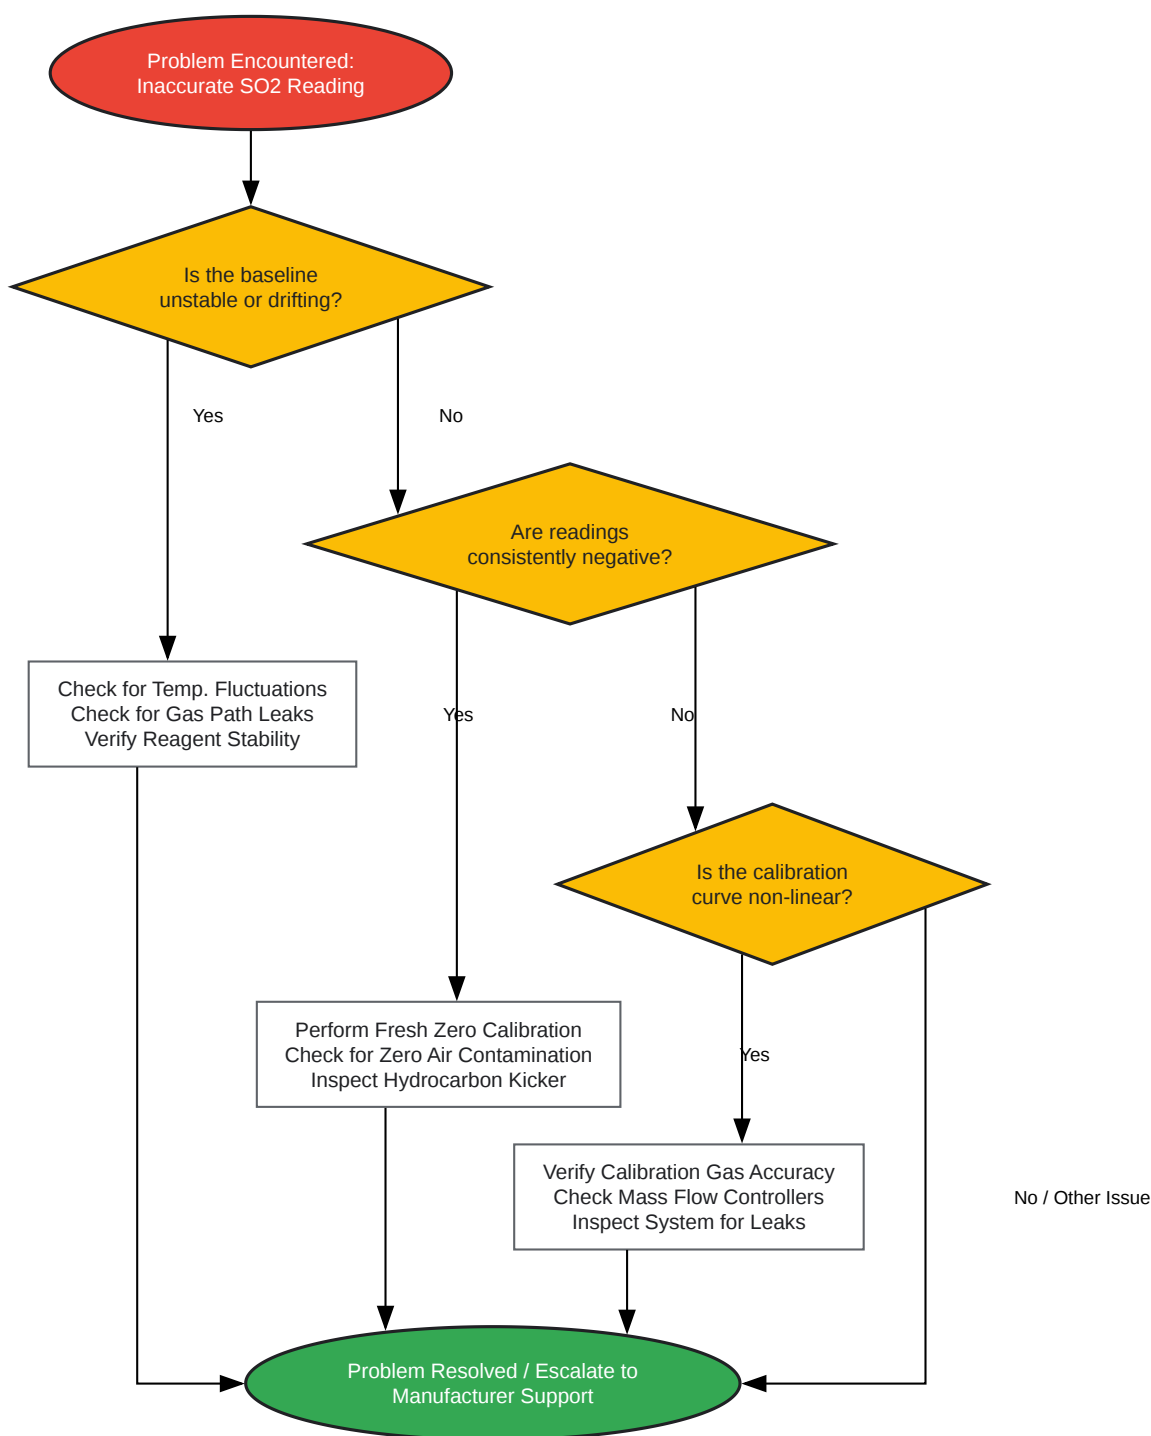 Problem Encountered:
Inaccurate SO2 Reading
Is the baseline
unstable or drifting?
Yes
No
Are readings
consistently negative?
Check for Temp. Fluctuations
Check for Gas Path Leaks
Verify Reagent Stability
Yes
No
Is the calibration
curve non-linear?
Perform Fresh Zero Calibration
Check for Zero Air Contamination
Inspect Hydrocarbon Kicker
Yes
Verify Calibration Gas Accuracy
Check Mass Flow Controllers
Inspect System for Leaks
No / Other Issue
Problem Resolved / Escalate to
Manufacturer Support